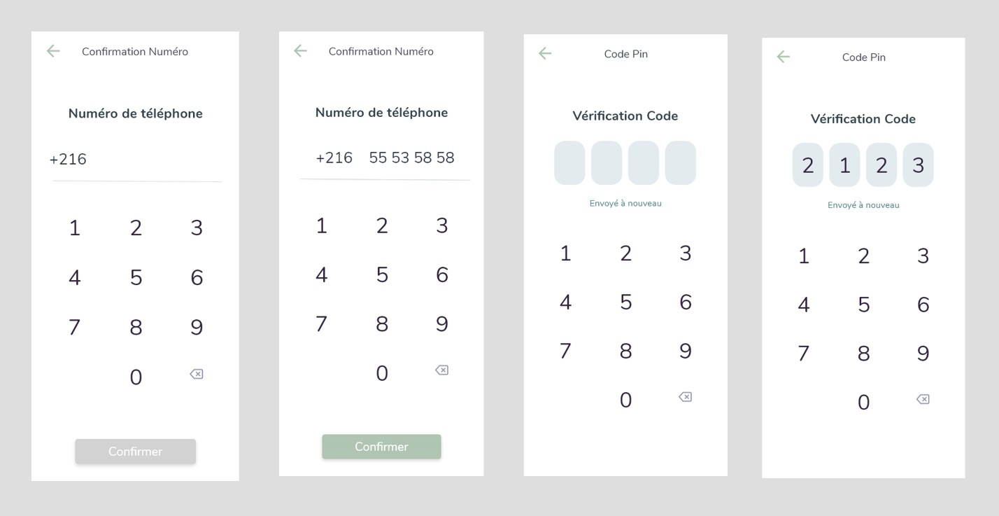 Confirmation Numéro
Numéro de téléphone
+216
1 2 3
4 5 6
7 8 9
0
Confirmer
Confirmation Numéro
Numéro de téléphone
+216 55 53 58 58
1 2 3
4 5 6
7 8 9
0
Confirmer
Code Pin
Vérification Code
Envoyé à nouveau
1 2 3
4 5 6
7 8 9
0
Code Pin
Vérification Code
2 1 2 3
Envoyé à nouveau
1 2 3
4 5 6
7 8 9
0